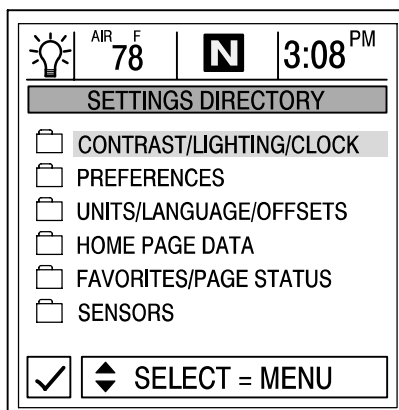 AIR F
78 N 3:08 PM
SETTINGS DIRECTORY
CONTRAST/LIGHTING/CLOCK
PREFERENCES
UNITS/LANGUAGE/OFFSETS
HOME PAGE DATA
FAVORITES/PAGE STATUS
SENSORS
SELECT = MENU